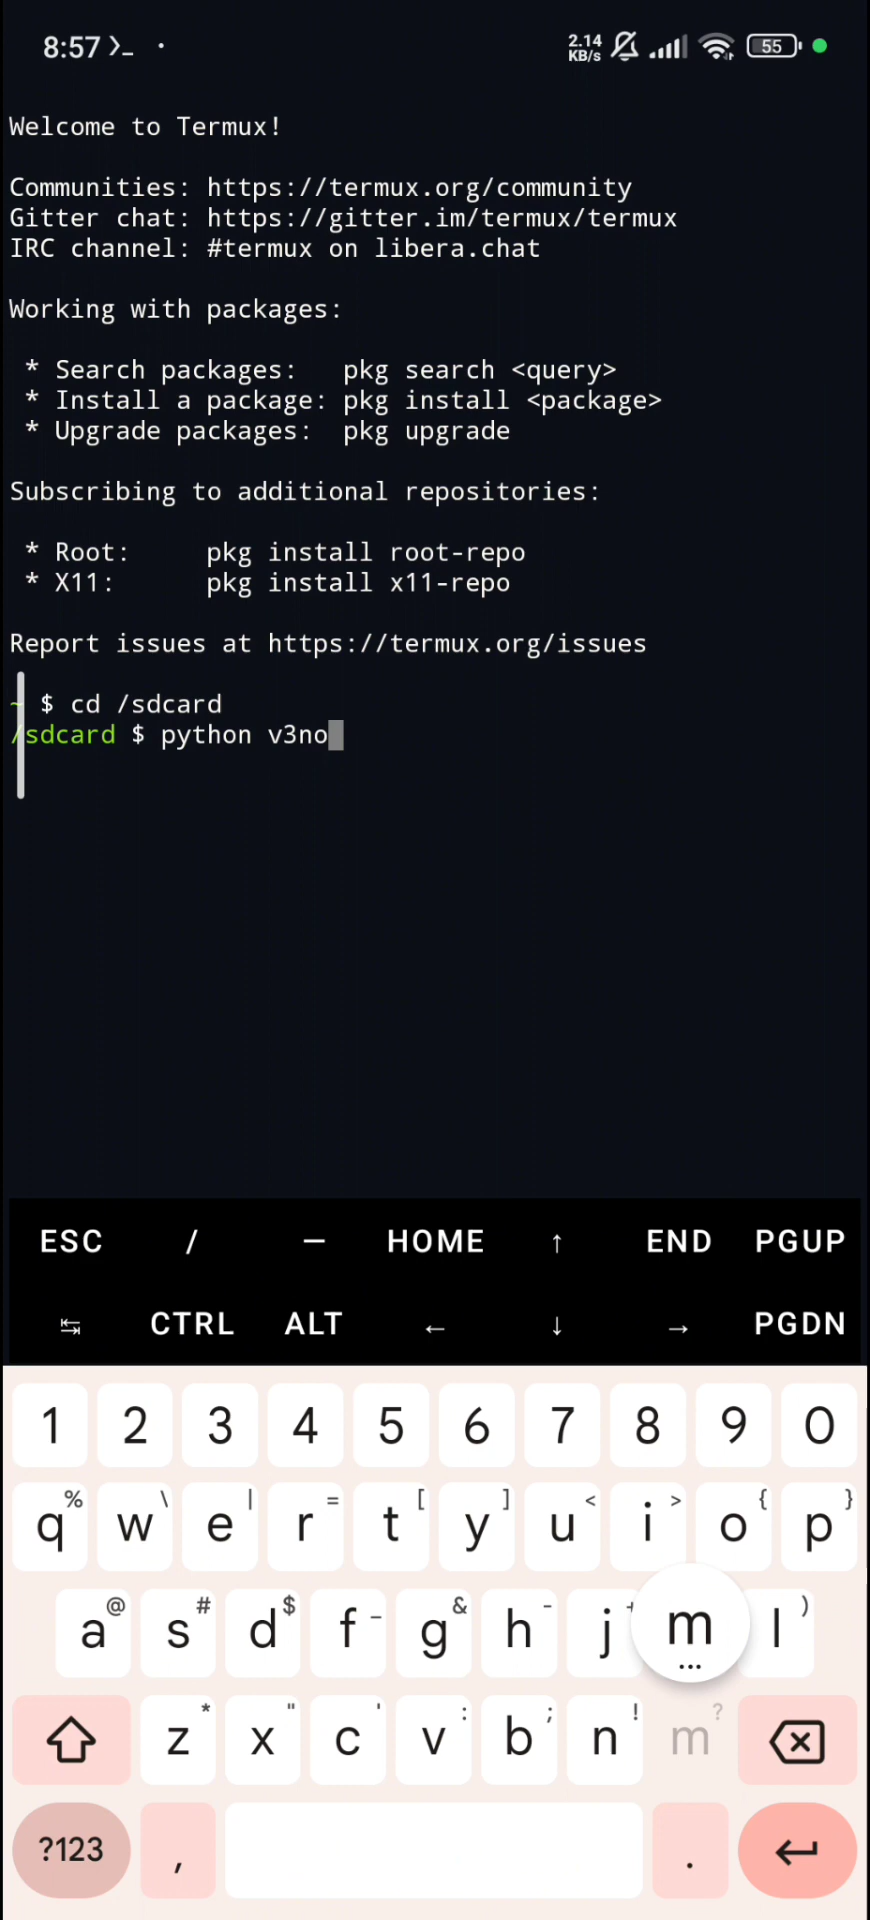 8:57 >_ ·
2.14
KB/s
55
Welcome to Termux!
Communities: https://termux.org/community
Gitter chat: https://gitter.im/termux/termux
IRC channel: #termux on libera.chat
Working with packages:
* Search packages:   pkg search <query>
* Install a package: pkg install <package>
* Upgrade packages:  pkg upgrade
Subscribing to additional repositories:
* Root:     pkg install root-repo
* X11:      pkg install x11-repo
Report issues at https://termux.org/issues
~ $ cd /sdcard
/sdcard $ python v3no
ESC / — HOME ↑ END PGUP
↹ CTRL ALT ← ↓ → PGDN
1 2 3 4 5 6 7 8 9 0
q % w \ e | r = t [ y ] u < i > o { p }
a @ s # d $ f _ g & h - j + m ... l )
z * x " c ' v : b ; n ! m ?
?123 , .